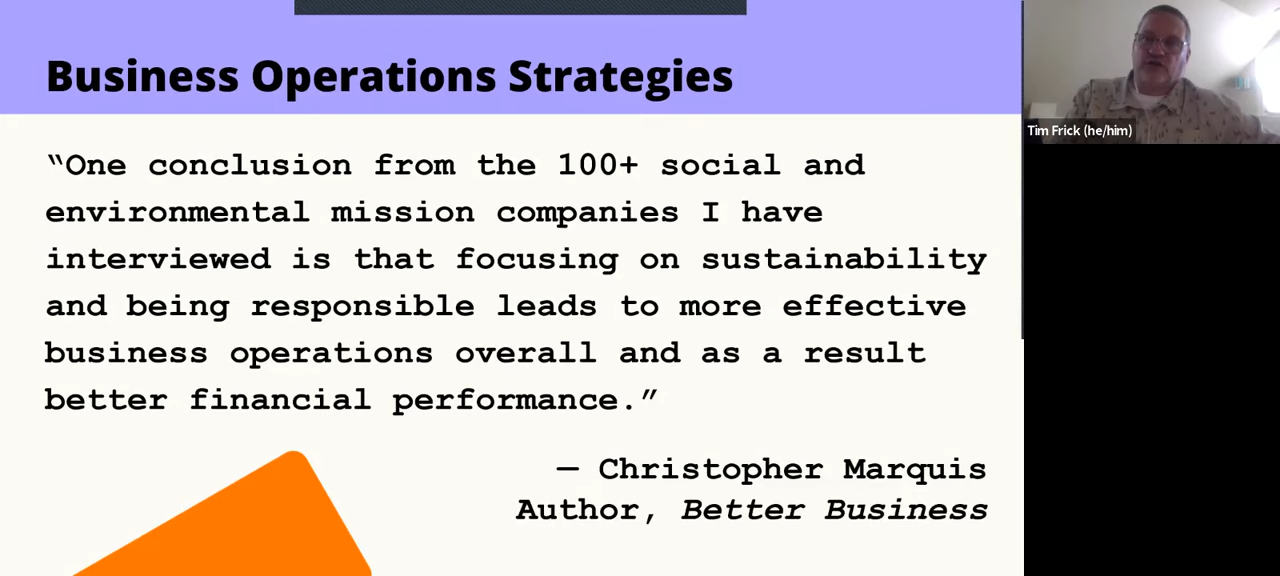 Business Operations Strategies
“One conclusion from the 100+ social and
environmental mission companies I have
interviewed is that focusing on sustainability
and being responsible leads to more effective
business operations overall and as a result
better financial performance.”
— Christopher Marquis
Author, Better Business
Tim Frick (he/him)